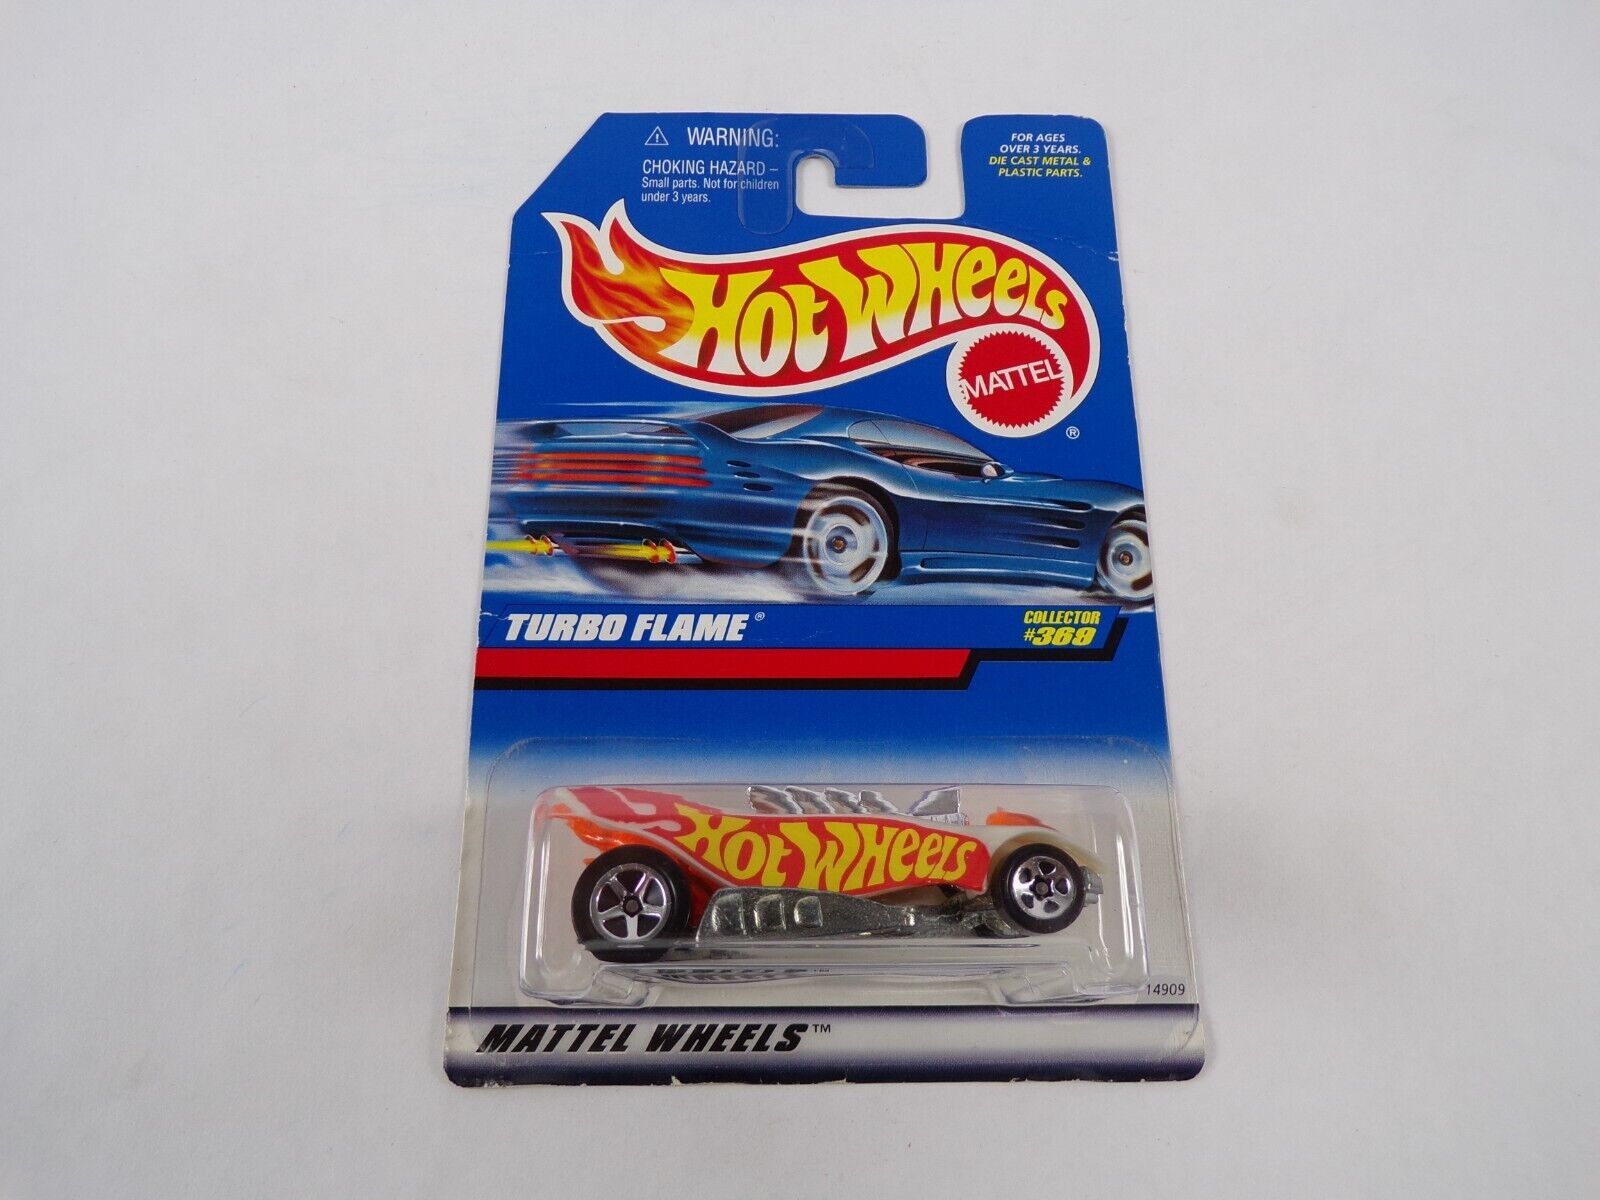 ⚠ WARNING:
CHOKING HAZARD –
Small parts. Not for children
under 3 years.
FOR AGES
OVER 3 YEARS.
DIE CAST METAL &
PLASTIC PARTS.
HOT WHEELS
MATTEL
®
TURBO FLAME®
COLLECTOR
#369
HOT WHEELS
14909
MATTEL WHEELS™